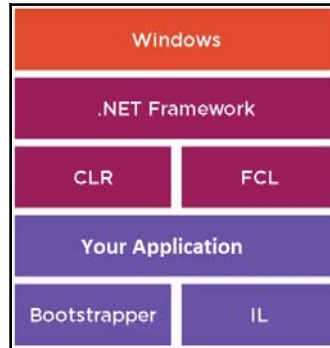 Windows
.NET Framework
CLR FCL
Your Application
Bootstrapper IL